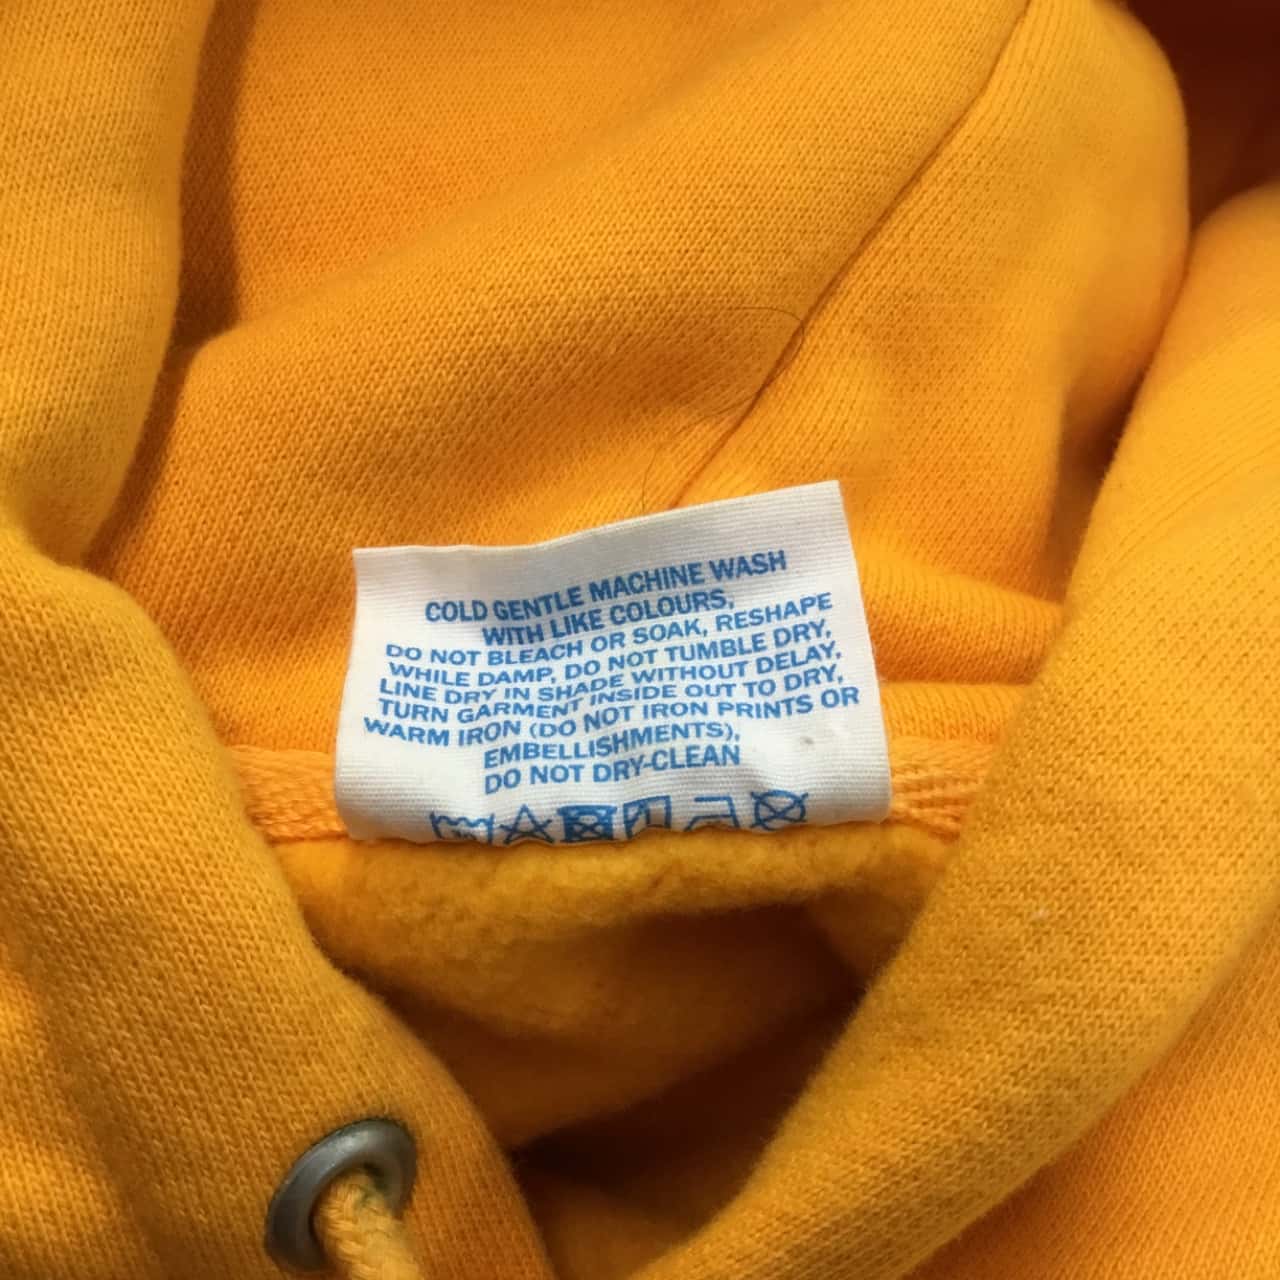 COLD GENTLE MACHINE WASH
WITH LIKE COLOURS,
DO NOT BLEACH OR SOAK, RESHAPE
WHILE DAMP, DO NOT TUMBLE DRY,
LINE DRY IN SHADE WITHOUT DELAY,
TURN GARMENT INSIDE OUT TO DRY,
WARM IRON (DO NOT IRON PRINTS OR
EMBELLISHMENTS),
DO NOT DRY-CLEAN